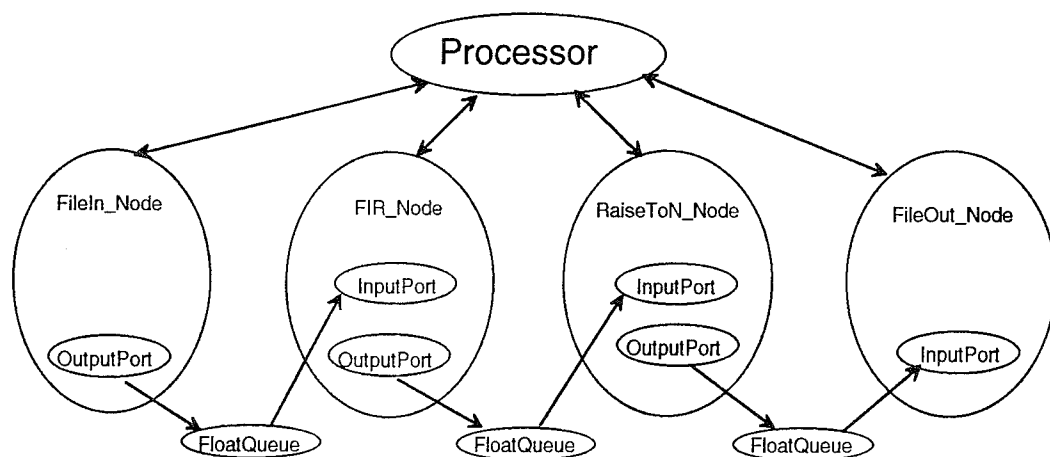 Processor
FileIn_Node
FIR_Node
RaiseToN_Node
FileOut_Node
InputPort
InputPort
OutputPort
OutputPort
OutputPort
InputPort
FloatQueue
FloatQueue
FloatQueue